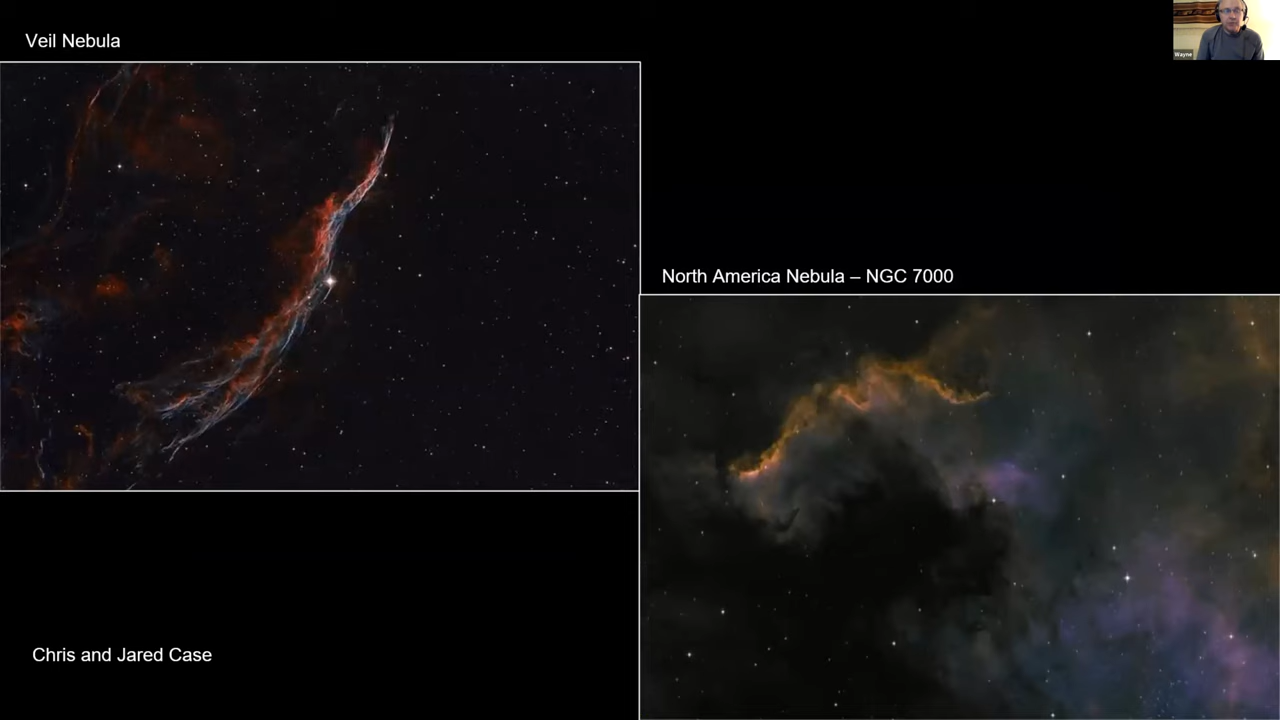 Veil Nebula
Wayne
North America Nebula – NGC 7000
Chris and Jared Case